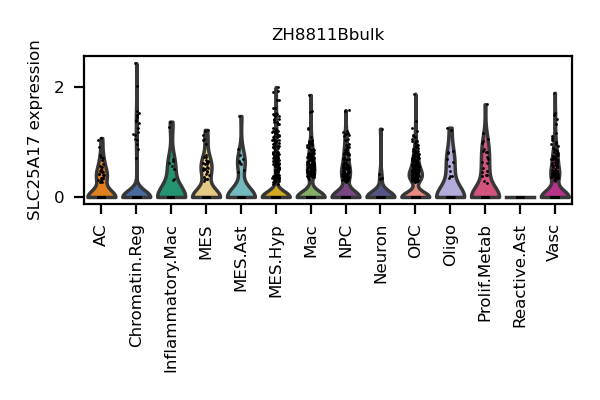 ZH8811Bbulk
SLC25A17 expression
2
0
AC
Chromatin.Reg
Inflammatory.Mac
MES
MES.Ast
MES.Hyp
Mac
NPC
Neuron
OPC
Oligo
Prolif.Metab
Reactive.Ast
Vasc